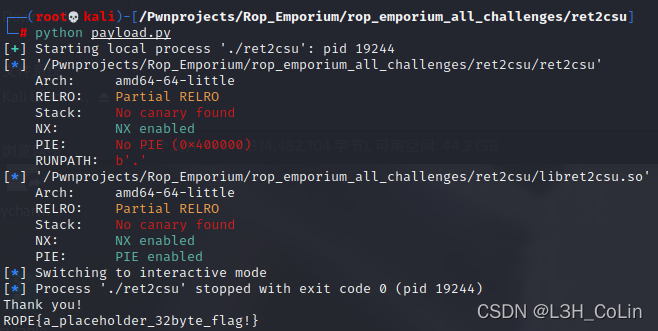 ┌──(root💀kali)-[/Pwnprojects/Rop_Emporium/rop_emporium_all_challenges/ret2csu]
└─# python payload.py
[+] Starting local process './ret2csu': pid 19244
[*] '/Pwnprojects/Rop_Emporium/rop_emporium_all_challenges/ret2csu/ret2csu'
    Arch:     amd64-64-little
    RELRO:    Partial RELRO
    Stack:    No canary found
    NX:       NX enabled
    PIE:      No PIE (0x400000)
    RUNPATH:  b'.'
[*] '/Pwnprojects/Rop_Emporium/rop_emporium_all_challenges/ret2csu/libret2csu.so'
    Arch:     amd64-64-little
    RELRO:    Partial RELRO
    Stack:    No canary found
    NX:       NX enabled
    PIE:      PIE enabled
[*] Switching to interactive mode
[*] Process './ret2csu' stopped with exit code 0 (pid 19244)
Thank you!
ROPE{a_placeholder_32byte_flag!}
CSDN @L3H_CoLin